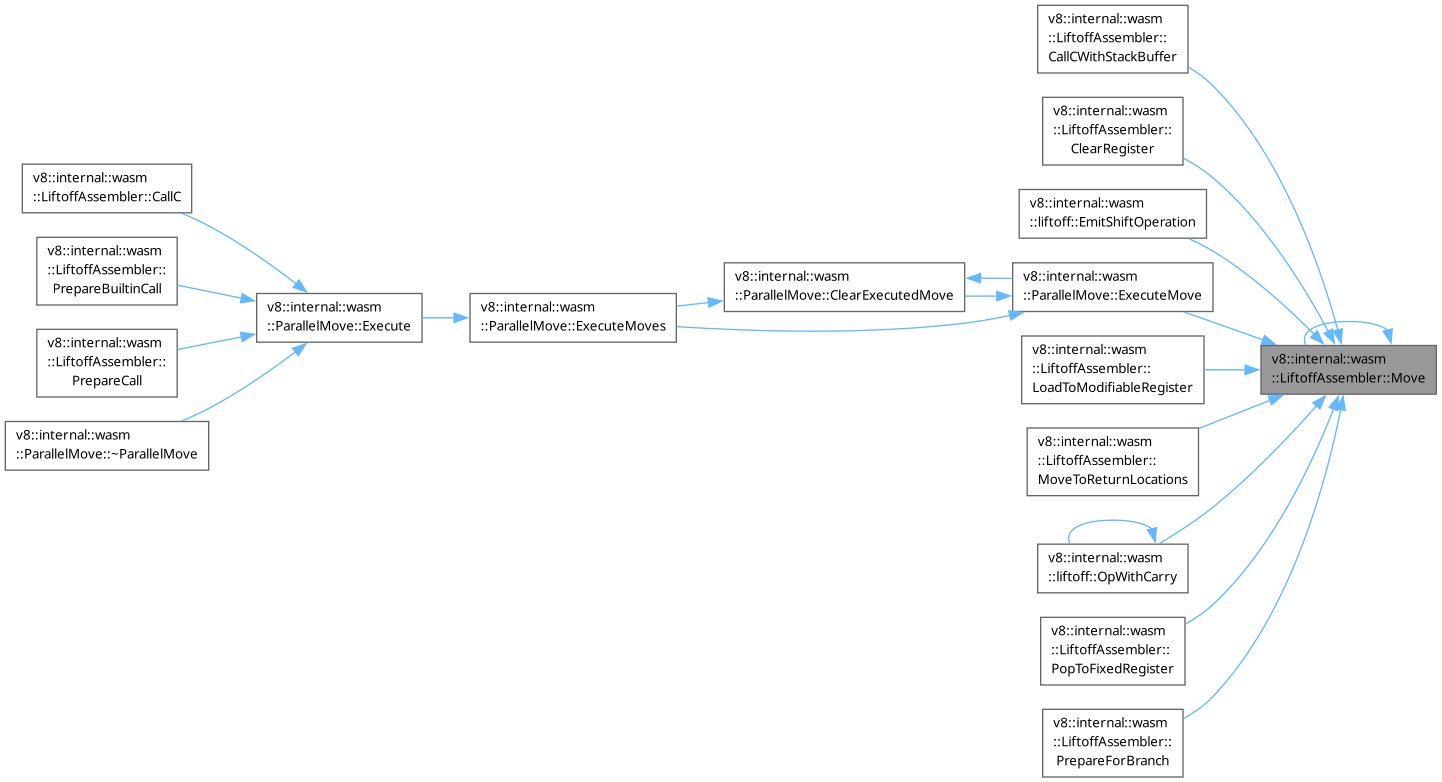 v8::internal::wasm
::LiftoffAssembler::CallC
v8::internal::wasm
::LiftoffAssembler::
PrepareBuiltinCall
v8::internal::wasm
::LiftoffAssembler::
PrepareCall
v8::internal::wasm
::ParallelMove::~ParallelMove
v8::internal::wasm
::ParallelMove::Execute
v8::internal::wasm
::ParallelMove::ExecuteMoves
v8::internal::wasm
::ParallelMove::ClearExecutedMove
v8::internal::wasm
::LiftoffAssembler::
CallCWithStackBuffer
v8::internal::wasm
::LiftoffAssembler::
ClearRegister
v8::internal::wasm
::liftoff::EmitShiftOperation
v8::internal::wasm
::ParallelMove::ExecuteMove
v8::internal::wasm
::LiftoffAssembler::
LoadToModifiableRegister
v8::internal::wasm
::LiftoffAssembler::
MoveToReturnLocations
v8::internal::wasm
::liftoff::OpWithCarry
v8::internal::wasm
::LiftoffAssembler::
PopToFixedRegister
v8::internal::wasm
::LiftoffAssembler::
PrepareForBranch
v8::internal::wasm
::LiftoffAssembler::Move